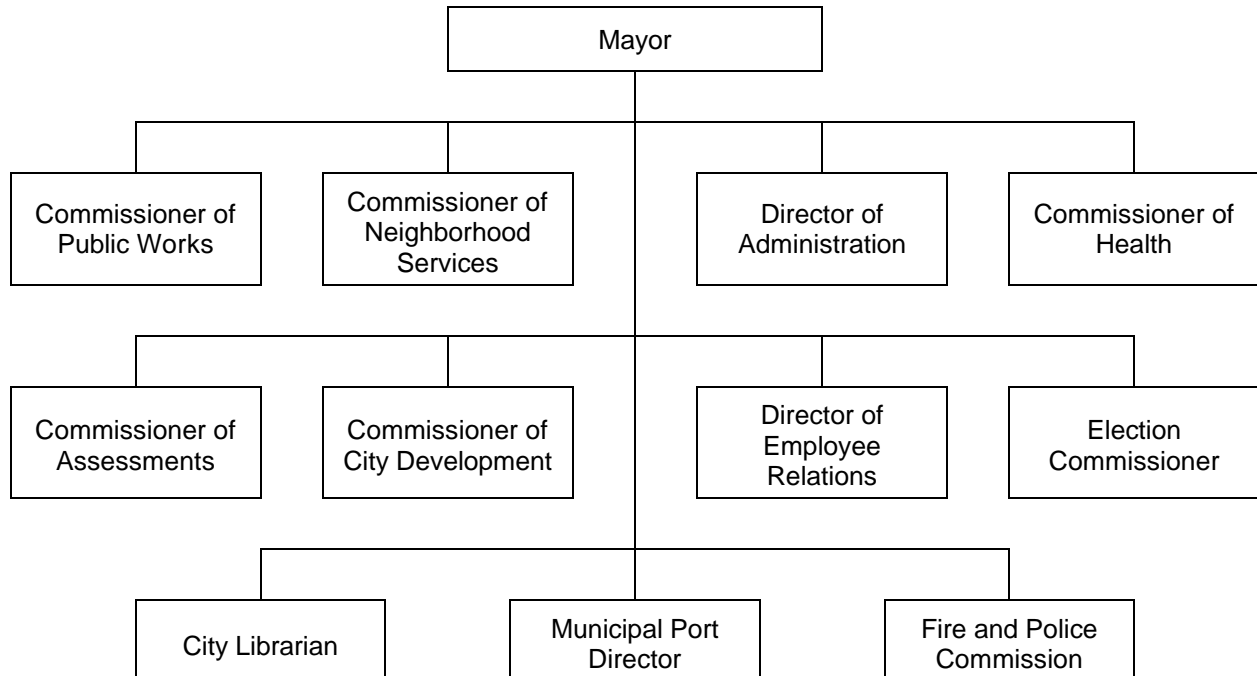 Mayor
Commissioner of
Public Works
Commissioner of
Neighborhood
Services
Director of
Administration
Commissioner of
Health
Commissioner of
Assessments
Commissioner of
City Development
Director of
Employee
Relations
Election
Commissioner
City Librarian
Municipal Port
Director
Fire and Police
Commission